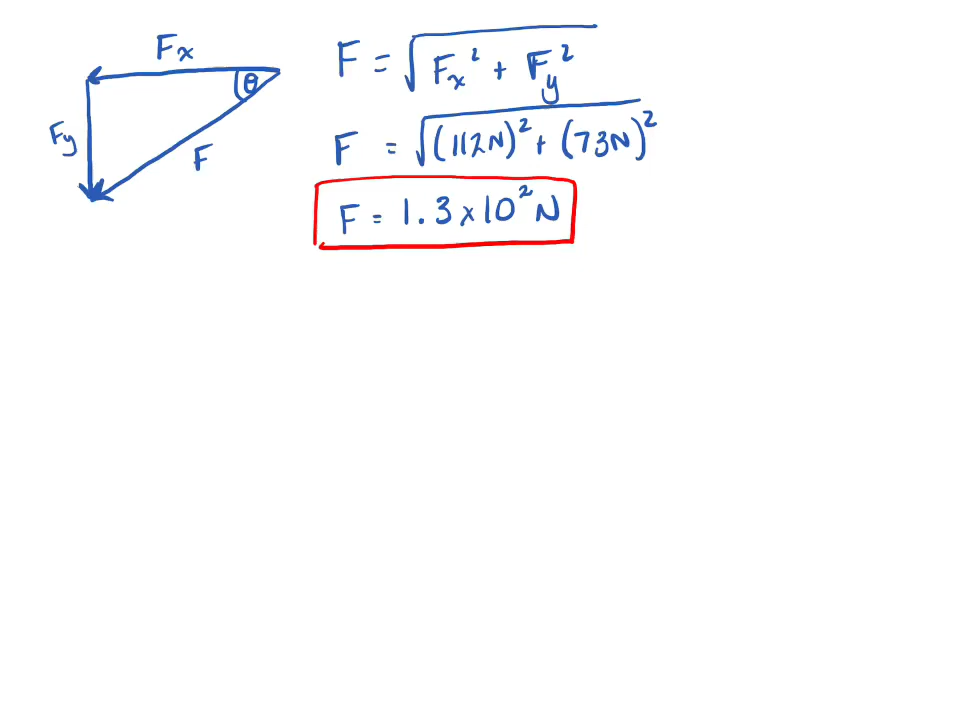 Fx
θ
Fy
F
F = √(Fx² + Fy²)
F = √((112N)² + (73N)²)
F = 1.3 × 10² N